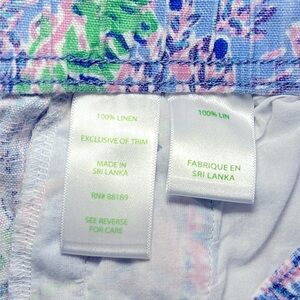 100% LINEN
EXCLUSIVE OF TRIM
MADE IN
SRI LANKA
RN# 88189
SEE REVERSE
FOR CARE
100% LIN
FABRIQUE EN
SRI LANKA